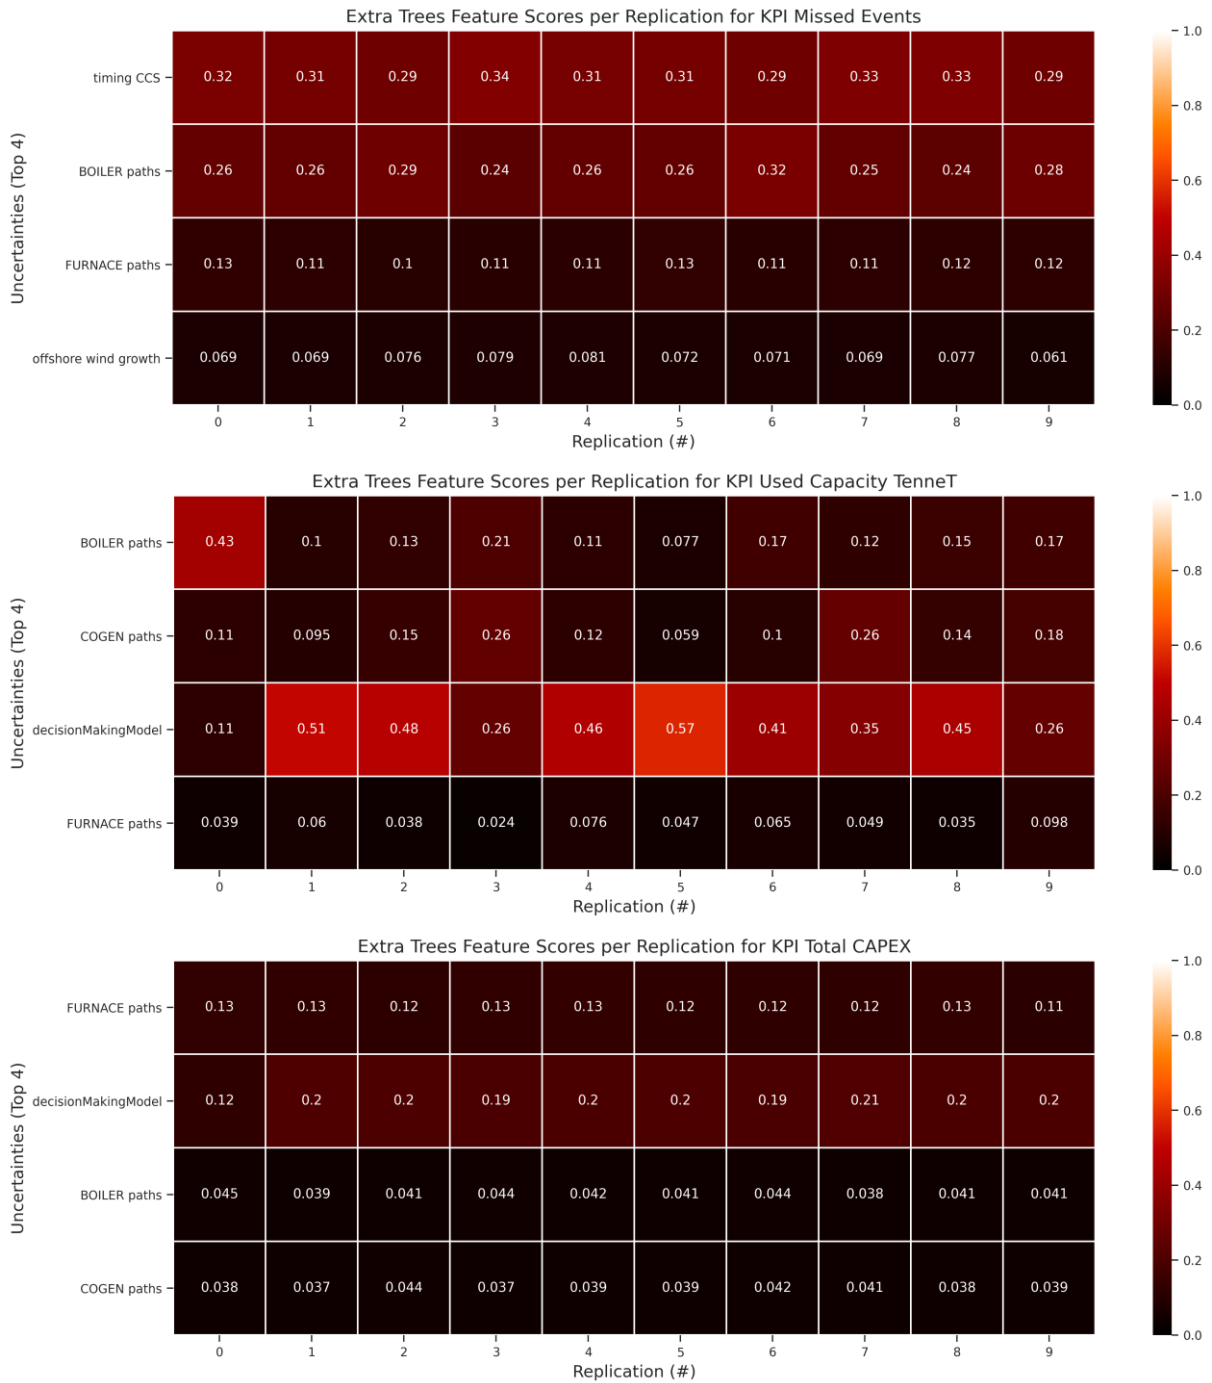 Extra Trees Feature Scores per Replication for KPI Missed Events
Uncertainties (Top 4)
timing CCS 0.32 0.31 0.29 0.34 0.31 0.31 0.29 0.33 0.33 0.29
BOILER paths 0.26 0.26 0.29 0.24 0.26 0.26 0.32 0.25 0.24 0.28
FURNACE paths 0.13 0.11 0.1 0.11 0.11 0.13 0.11 0.11 0.12 0.12
offshore wind growth 0.069 0.069 0.076 0.079 0.081 0.072 0.071 0.069 0.077 0.061
0 1 2 3 4 5 6 7 8 9
Replication (#)
1.0
0.8
0.6
0.4
0.2
0.0
Extra Trees Feature Scores per Replication for KPI Used Capacity TenneT
Uncertainties (Top 4)
BOILER paths 0.43 0.1 0.13 0.21 0.11 0.077 0.17 0.12 0.15 0.17
COGEN paths 0.11 0.095 0.15 0.26 0.12 0.059 0.1 0.26 0.14 0.18
decisionMakingModel 0.11 0.51 0.48 0.26 0.46 0.57 0.41 0.35 0.45 0.26
FURNACE paths 0.039 0.06 0.038 0.024 0.076 0.047 0.065 0.049 0.035 0.098
0 1 2 3 4 5 6 7 8 9
Replication (#)
1.0
0.8
0.6
0.4
0.2
0.0
Extra Trees Feature Scores per Replication for KPI Total CAPEX
Uncertainties (Top 4)
FURNACE paths 0.13 0.13 0.12 0.13 0.13 0.12 0.12 0.12 0.13 0.11
decisionMakingModel 0.12 0.2 0.2 0.19 0.2 0.2 0.19 0.21 0.2 0.2
BOILER paths 0.045 0.039 0.041 0.044 0.042 0.041 0.044 0.038 0.041 0.041
COGEN paths 0.038 0.037 0.044 0.037 0.039 0.039 0.042 0.041 0.038 0.039
0 1 2 3 4 5 6 7 8 9
Replication (#)
1.0
0.8
0.6
0.4
0.2
0.0